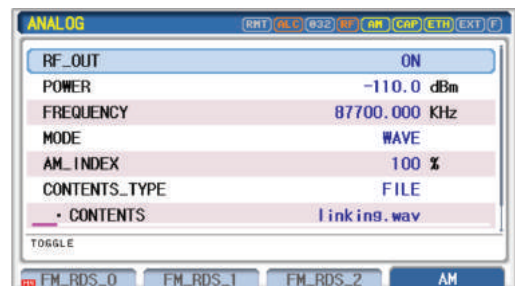 ANALOG RMT ALC 032 RF AM CAP ETH EXT F
RF_OUT ON
POWER -110.0 dBm
FREQUENCY 87700.000 KHz
MODE WAVE
AM_INDEX 100 %
CONTENTS_TYPE FILE
· CONTENTS linking.wav
TOGGLE
FM_RDS_0 FM_RDS_1 FM_RDS_2 AM